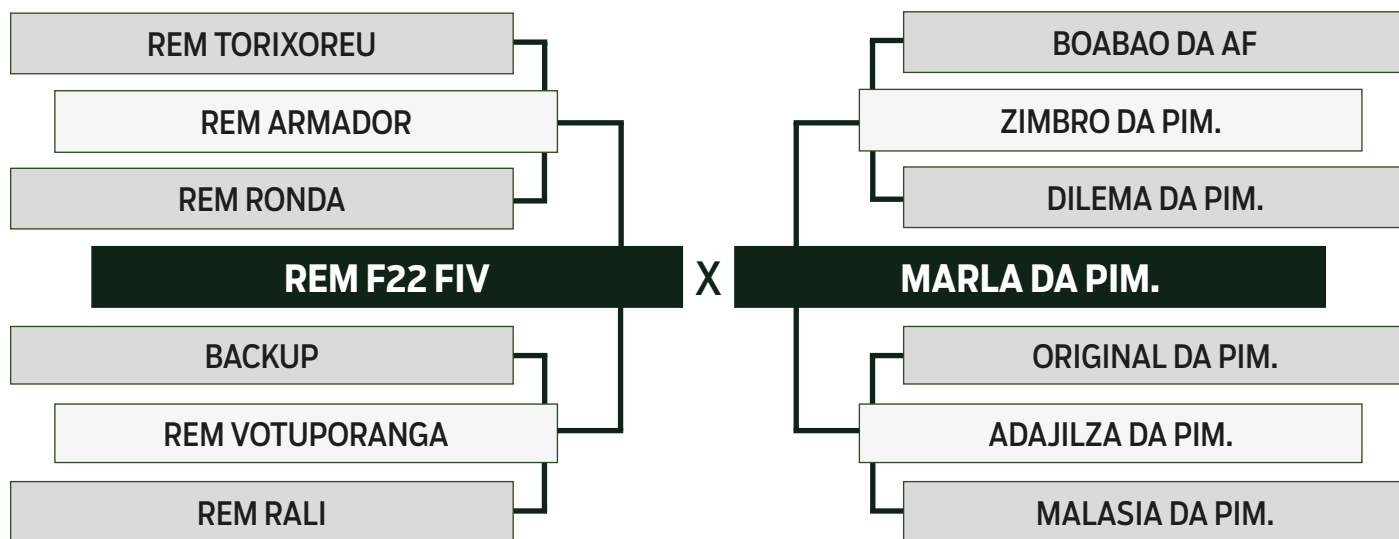 REM TORIXOREU
REM ARMADOR
REM RONDA
REM F22 FIV
BACKUP
REM VOTUPORANGA
REM RALI
X
BOABAO DA AF
ZIMBRO DA PIM.
DILEMA DA PIM.
MARLA DA PIM.
ORIGINAL DA PIM.
ADAJILZA DA PIM.
MALASIA DA PIM.